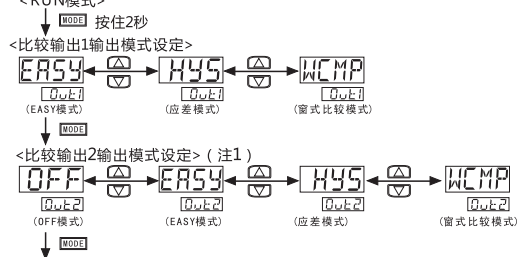 <RUN模式>
MODE 按住2秒
<比较输出1输出模式设定>
EASY HYS WCMP
Out1 Out1 Out1
(EASY模式) (应差模式) (窗式比较模式)
MODE
<比较输出2输出模式设定>(注1)
OFF EASY HYS WCMP
Out2 Out2 Out2 Out2
(OFF模式) (EASY模式) (应差模式) (窗式比较模式)
MODE